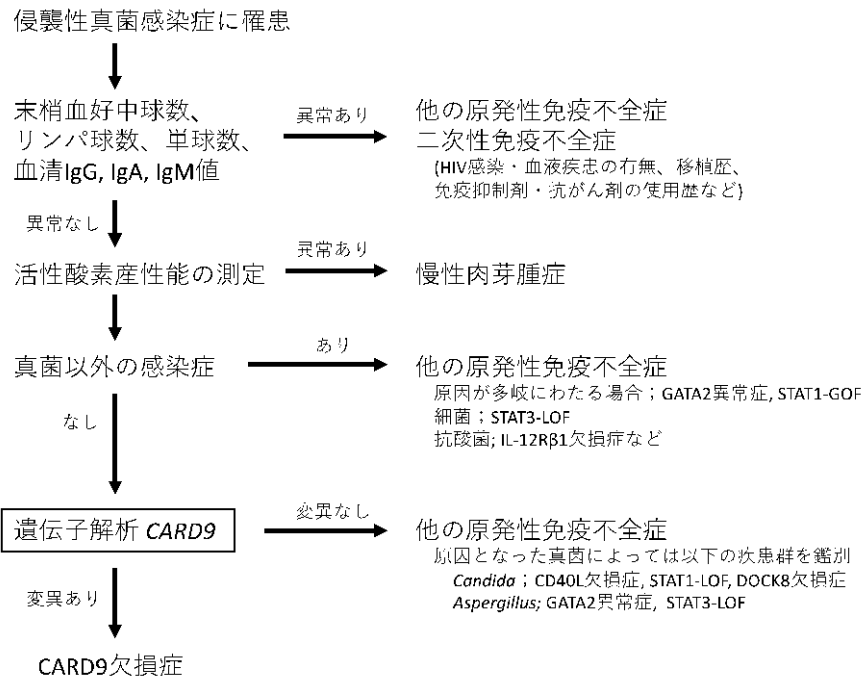 侵襲性真菌感染症に罹患
末梢血好中球数、
リンパ球数、単球数、
血清IgG, IgA, IgM値
異常あり
他の原発性免疫不全症
二次性免疫不全症
(HIV感染・血液疾患の有無、移植歴、
免疫抑制剤・抗がん剤の使用歴など)
異常なし
活性酸素産性能の測定
異常あり
慢性肉芽腫症
真菌以外の感染症
あり
他の原発性免疫不全症
原因が多岐にわたる場合；GATA2異常症, STAT1-GOF
細菌；STAT3-LOF
抗酸菌; IL-12Rβ1欠損症など
なし
遺伝子解析 CARD9
変異なし
他の原発性免疫不全症
原因となった真菌によっては以下の疾患群を鑑別
Candida；CD40L欠損症, STAT1-LOF, DOCK8欠損症
Aspergillus; GATA2異常症, STAT3-LOF
変異あり
CARD9欠損症